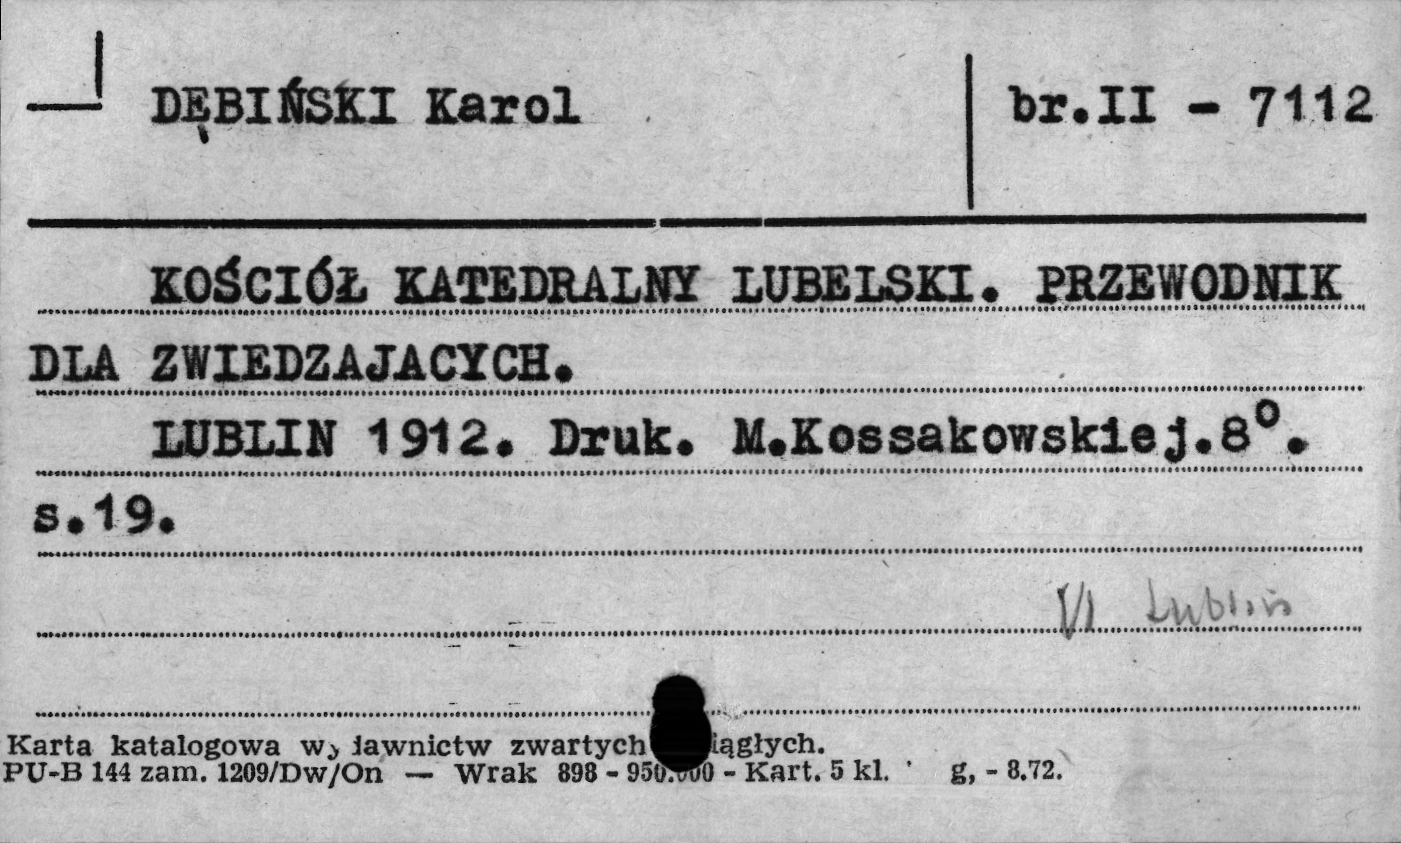 DĘBIŃSKI Karol br.II - 7112
KOŚCIÓŁ KATEDRALNY LUBELSKI. PRZEWODNIK
DLA ZWIEDZAJACYCH.
LUBLIN 1912. Druk. M.Kossakowskiej.8°.
s.19.
VI Lublin
Karta katalogowa zwartych
PU-B 144 zam. 1209/Dw/On — Wrak 898 - 950.000 - Kart. 5 kl. g, - 8.72.